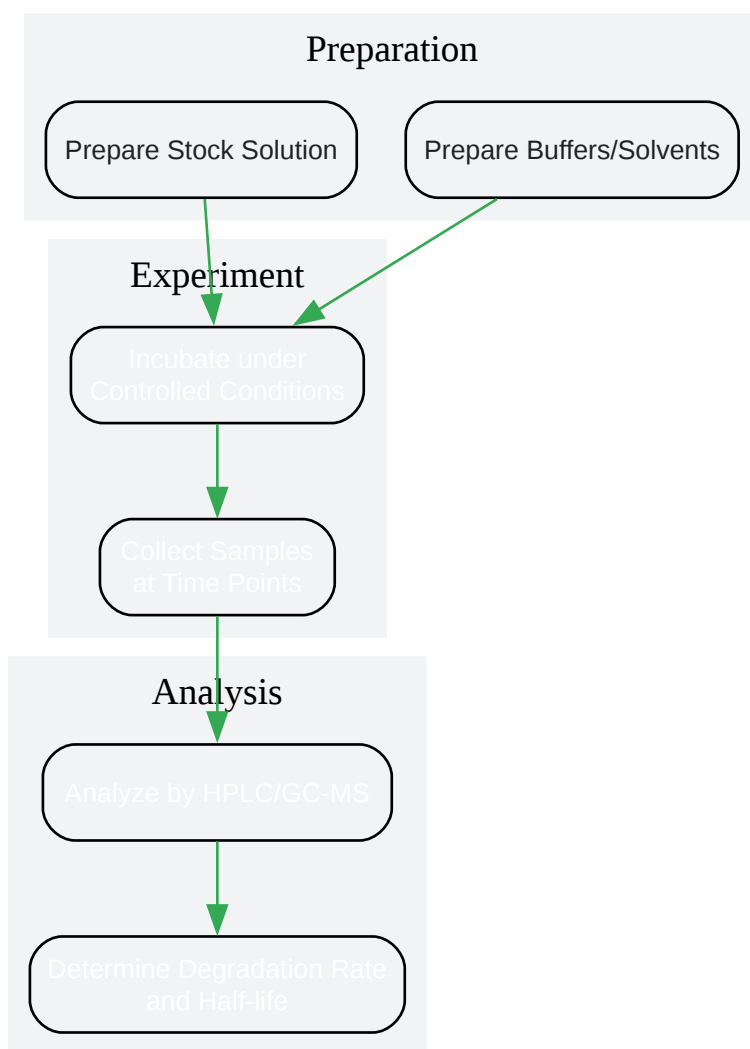 Preparation
Prepare Stock Solution
Prepare Buffers/Solvents
Experiment
Incubate under
Controlled Conditions
Collect Samples
at Time Points
Analysis
Analyze by HPLC/GC-MS
Determine Degradation Rate
and Half-life